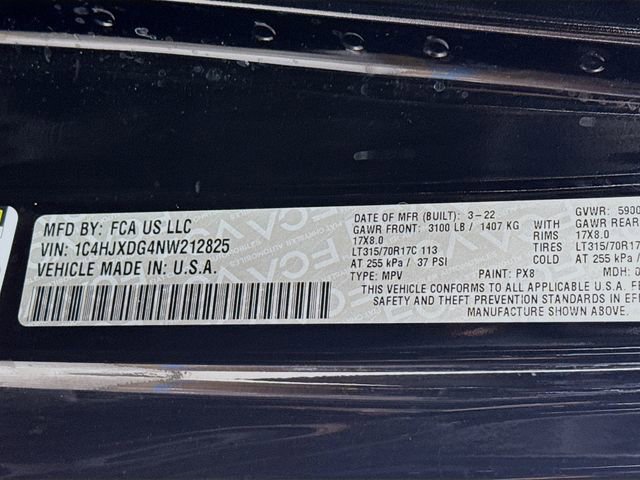 MFD BY: FCA US LLC
VIN: 1C4HJXDG4NW212825
VEHICLE MADE IN: U.S.A.
DATE OF MFR (BUILT): 3-22 GVWR: 5900
GAWR FRONT: 3100 LB / 1407 KG GAWR REAR
17X8.0 RIMS 17X8.0
LT315/70R17C 113 TIRES LT315/70R
AT 255 kPa / 37 PSI COLD AT 255 kPa /
TYPE: MPV PAINT: PX8 MDH: 0
THIS VEHICLE CONFORMS TO ALL APPLICABLE U.S.A. FE
SAFETY AND THEFT PREVENTION STANDARDS IN EFF
MANUFACTURE SHOWN ABOVE.